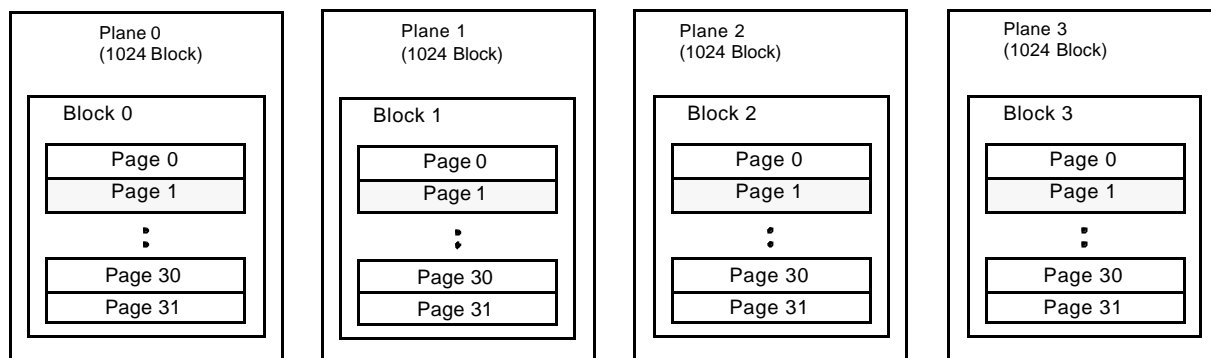 Plane 0
(1024 Block)
Block 0
Page 0
Page 1
Page 30
Page 31
Plane 1
(1024 Block)
Block 1
Page 0
Page 1
Page 30
Page 31
Plane 2
(1024 Block)
Block 2
Page 0
Page 1
Page 30
Page 31
Plane 3
(1024 Block)
Block 3
Page 0
Page 1
Page 30
Page 31